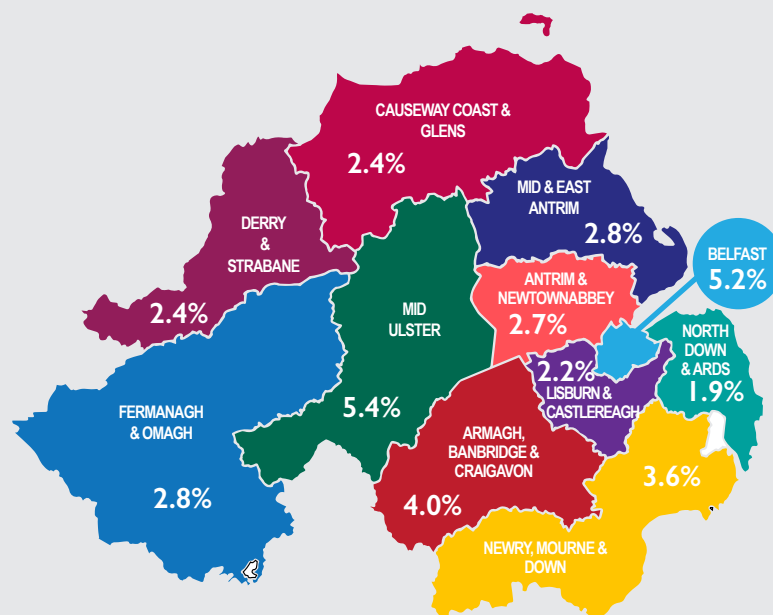 CAUSEWAY COAST &
GLENS
2.4%
MID & EAST
ANTRIM
2.8%
DERRY
&
STRABANE
2.4%
BELFAST
5.2%
ANTRIM &
NEWTOWNABBEY
2.7%
MID
ULSTER
5.4%
NORTH
DOWN
& ARDS
1.9%
2.2%
LISBURN &
CASTLEREAGH
FERMANAGH
& OMAGH
2.8%
ARMAGH,
BANBRIDGE &
CRAIGAVON
4.0%
3.6%
NEWRY, MOURNE &
DOWN